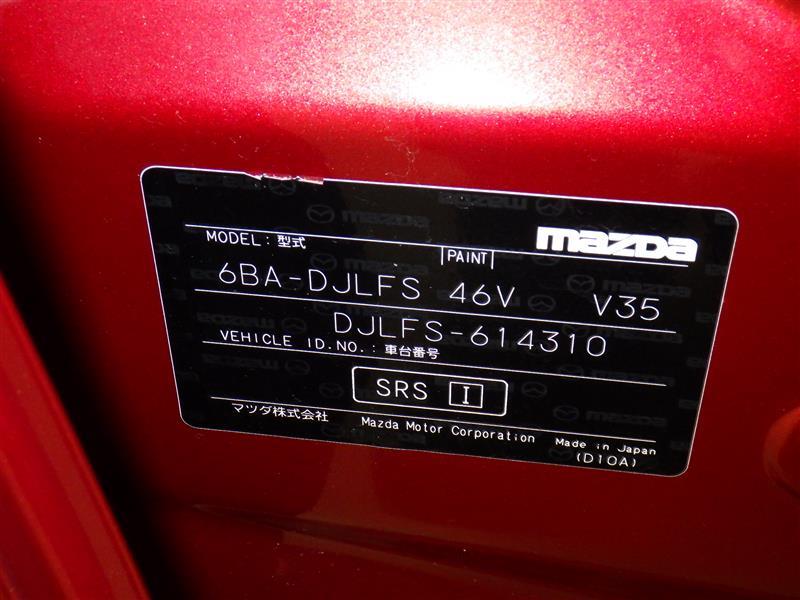 mazda
MODEL:型式
PAINT
6BA-DJLFS 46V V35
DJLFS-614310
VEHICLE ID.NO.:車台番号
SRS I
マツダ株式会社 Mazda Motor Corporation Made in Japan
(D10A)